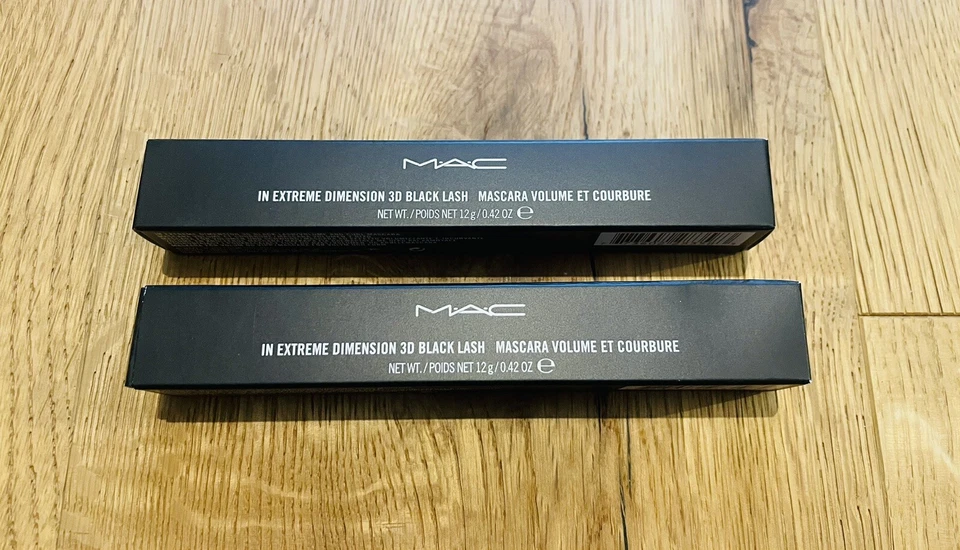 M·A·C
IN EXTREME DIMENSION 3D BLACK LASH MASCARA VOLUME ET COURBURE
NET WT. / POIDS NET 12 g / 0.42 OZ ℮
M·A·C
IN EXTREME DIMENSION 3D BLACK LASH MASCARA VOLUME ET COURBURE
NET WT. / POIDS NET 12 g / 0.42 OZ ℮